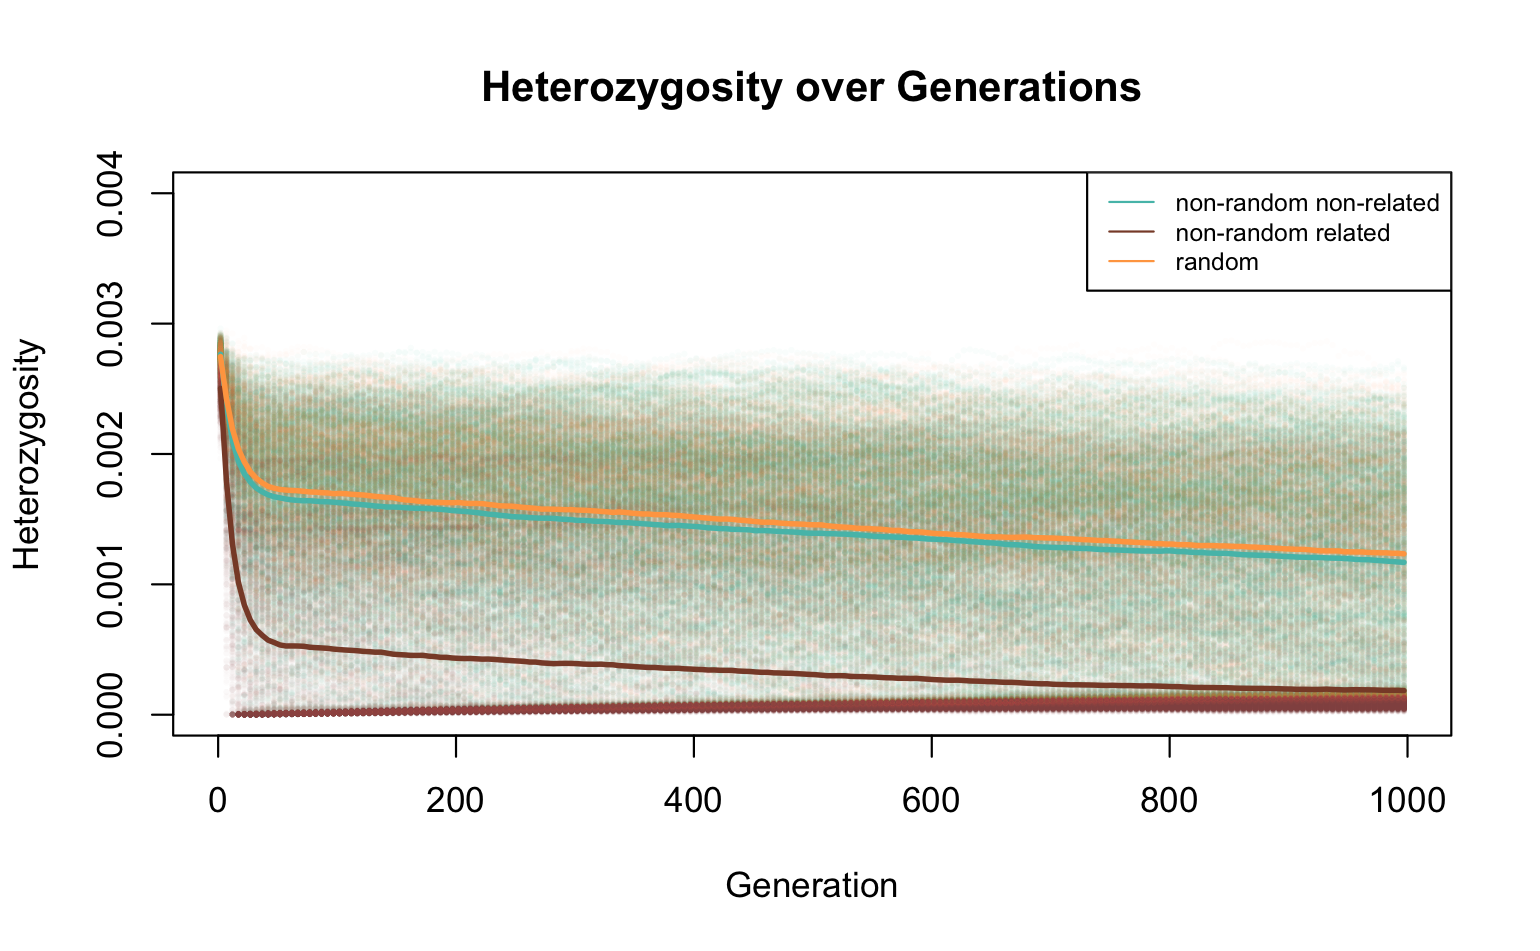 Heterozygosity over Generations
Heterozygosity
0.004
0.003
0.002
0.001
0.000
non-random non-related
non-random related
random
0 200 400 600 800 1000
Generation